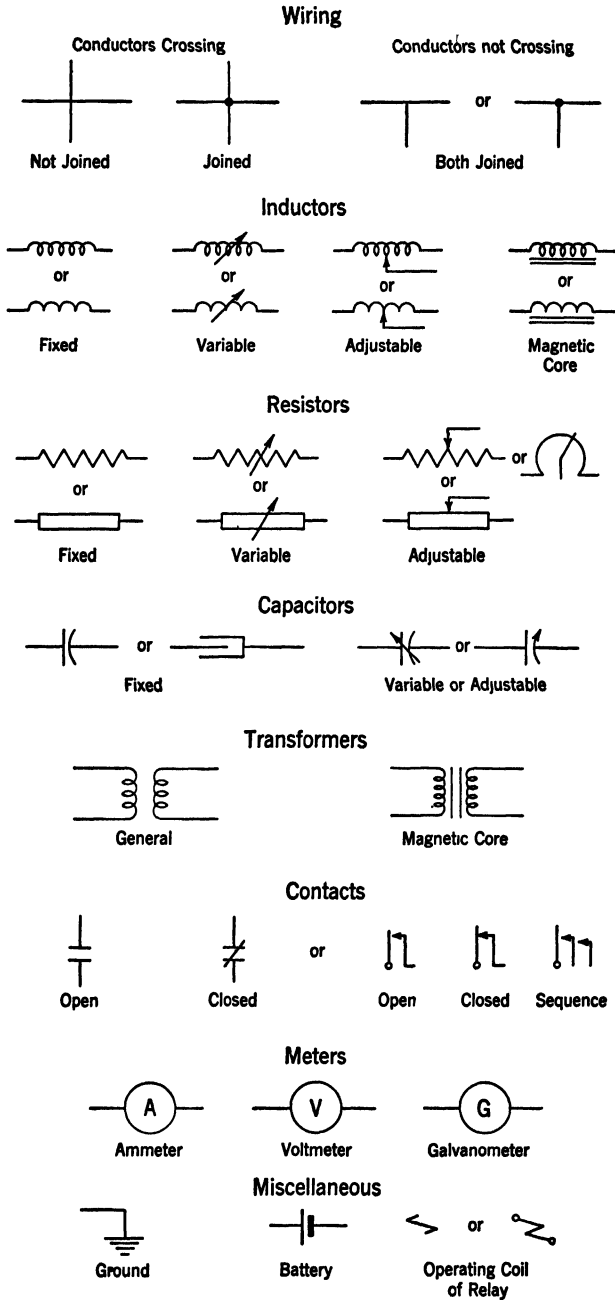 Wiring
Conductors Crossing
Conductors not Crossing
or
Not Joined
Joined
Both Joined
Inductors
or
or
or
or
Fixed
Variable
Adjustable
Magnetic
Core
Resistors
or
or
or
or
Fixed
Variable
Adjustable
Capacitors
or
or
Fixed
Variable or Adjustable
Transformers
General
Magnetic Core
Contacts
or
Open
Closed
Open
Closed
Sequence
Meters
A
V
G
Ammeter
Voltmeter
Galvanometer
Miscellaneous
or
Ground
Battery
Operating Coil
of Relay